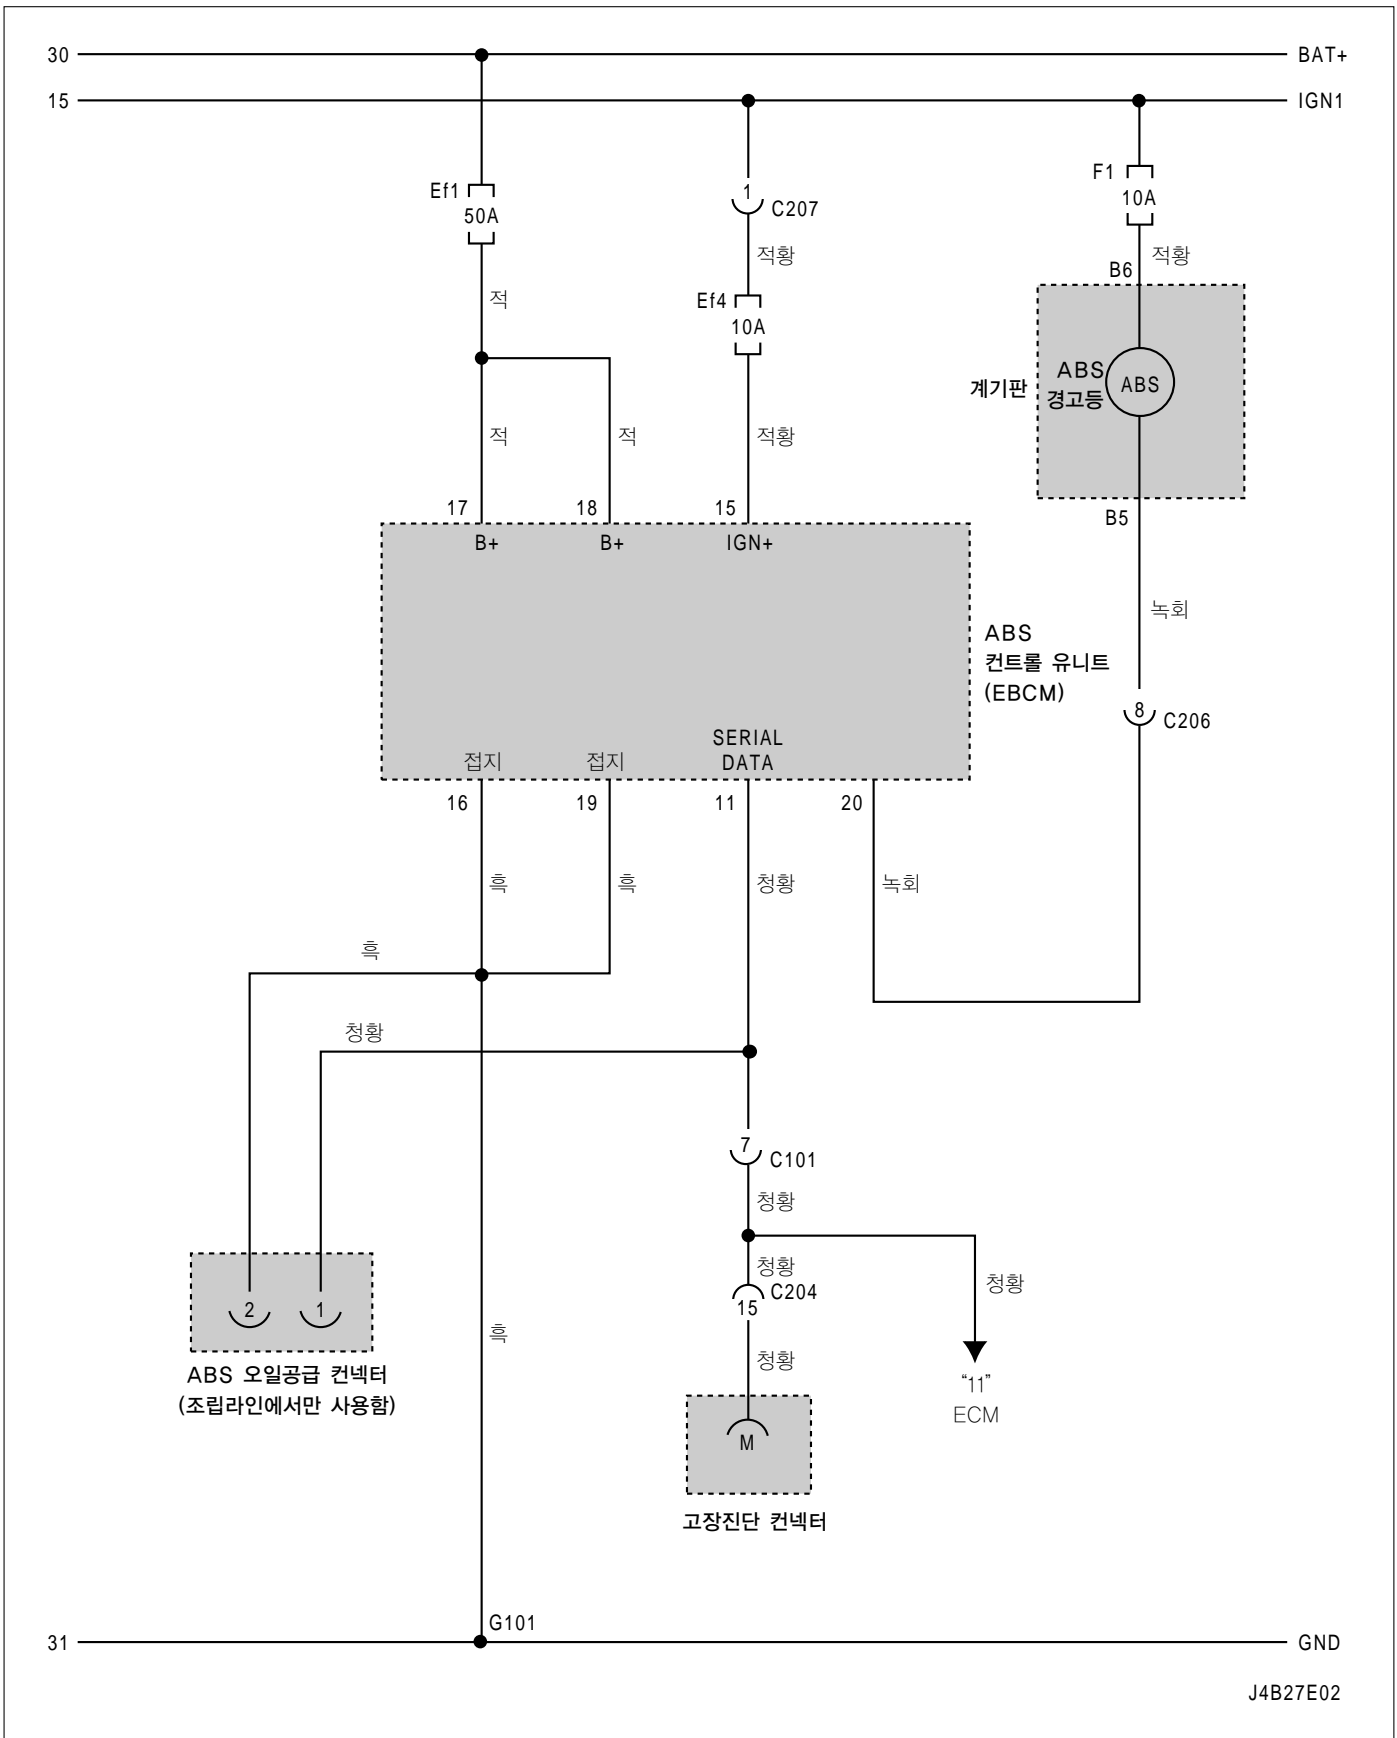 30
BAT+
15
IGN1
Ef1
50A
1
C207
F1
10A
적황
적황
B6
적
Ef4
10A
계기판
ABS
경고등
ABS
적
적
적황
17
18
15
B5
B+
B+
IGN+
녹회
ABS
컨트롤 유니트
(EBCM)
8
C206
접지
접지
SERIAL
DATA
16
19
11
20
흑
흑
청황
녹회
흑
청황
7
C101
청황
청황
C204
15
청황
2
1
흑
청황
ABS 오일공급 컨넥터
(조립라인에서만 사용함)
“11”
ECM
M
고장진단 컨넥터
G101
31
GND
J4B27E02